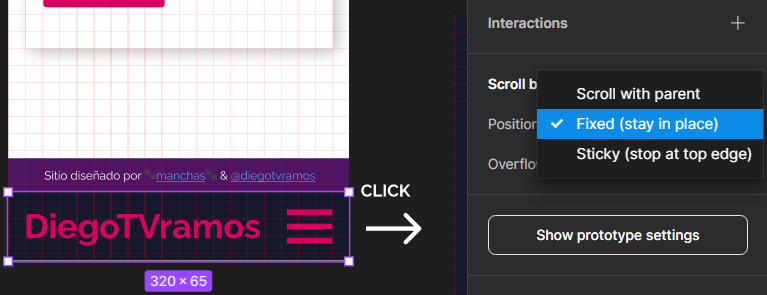 Interactions
Scroll b
Scroll with parent
Position
Fixed (stay in place)
Overflo
Sticky (stop at top edge)
Sitio diseñado por 🐾manchas🐾 & @diegotvramos
CLICK
DiegoTVramos
Show prototype settings
320 × 65